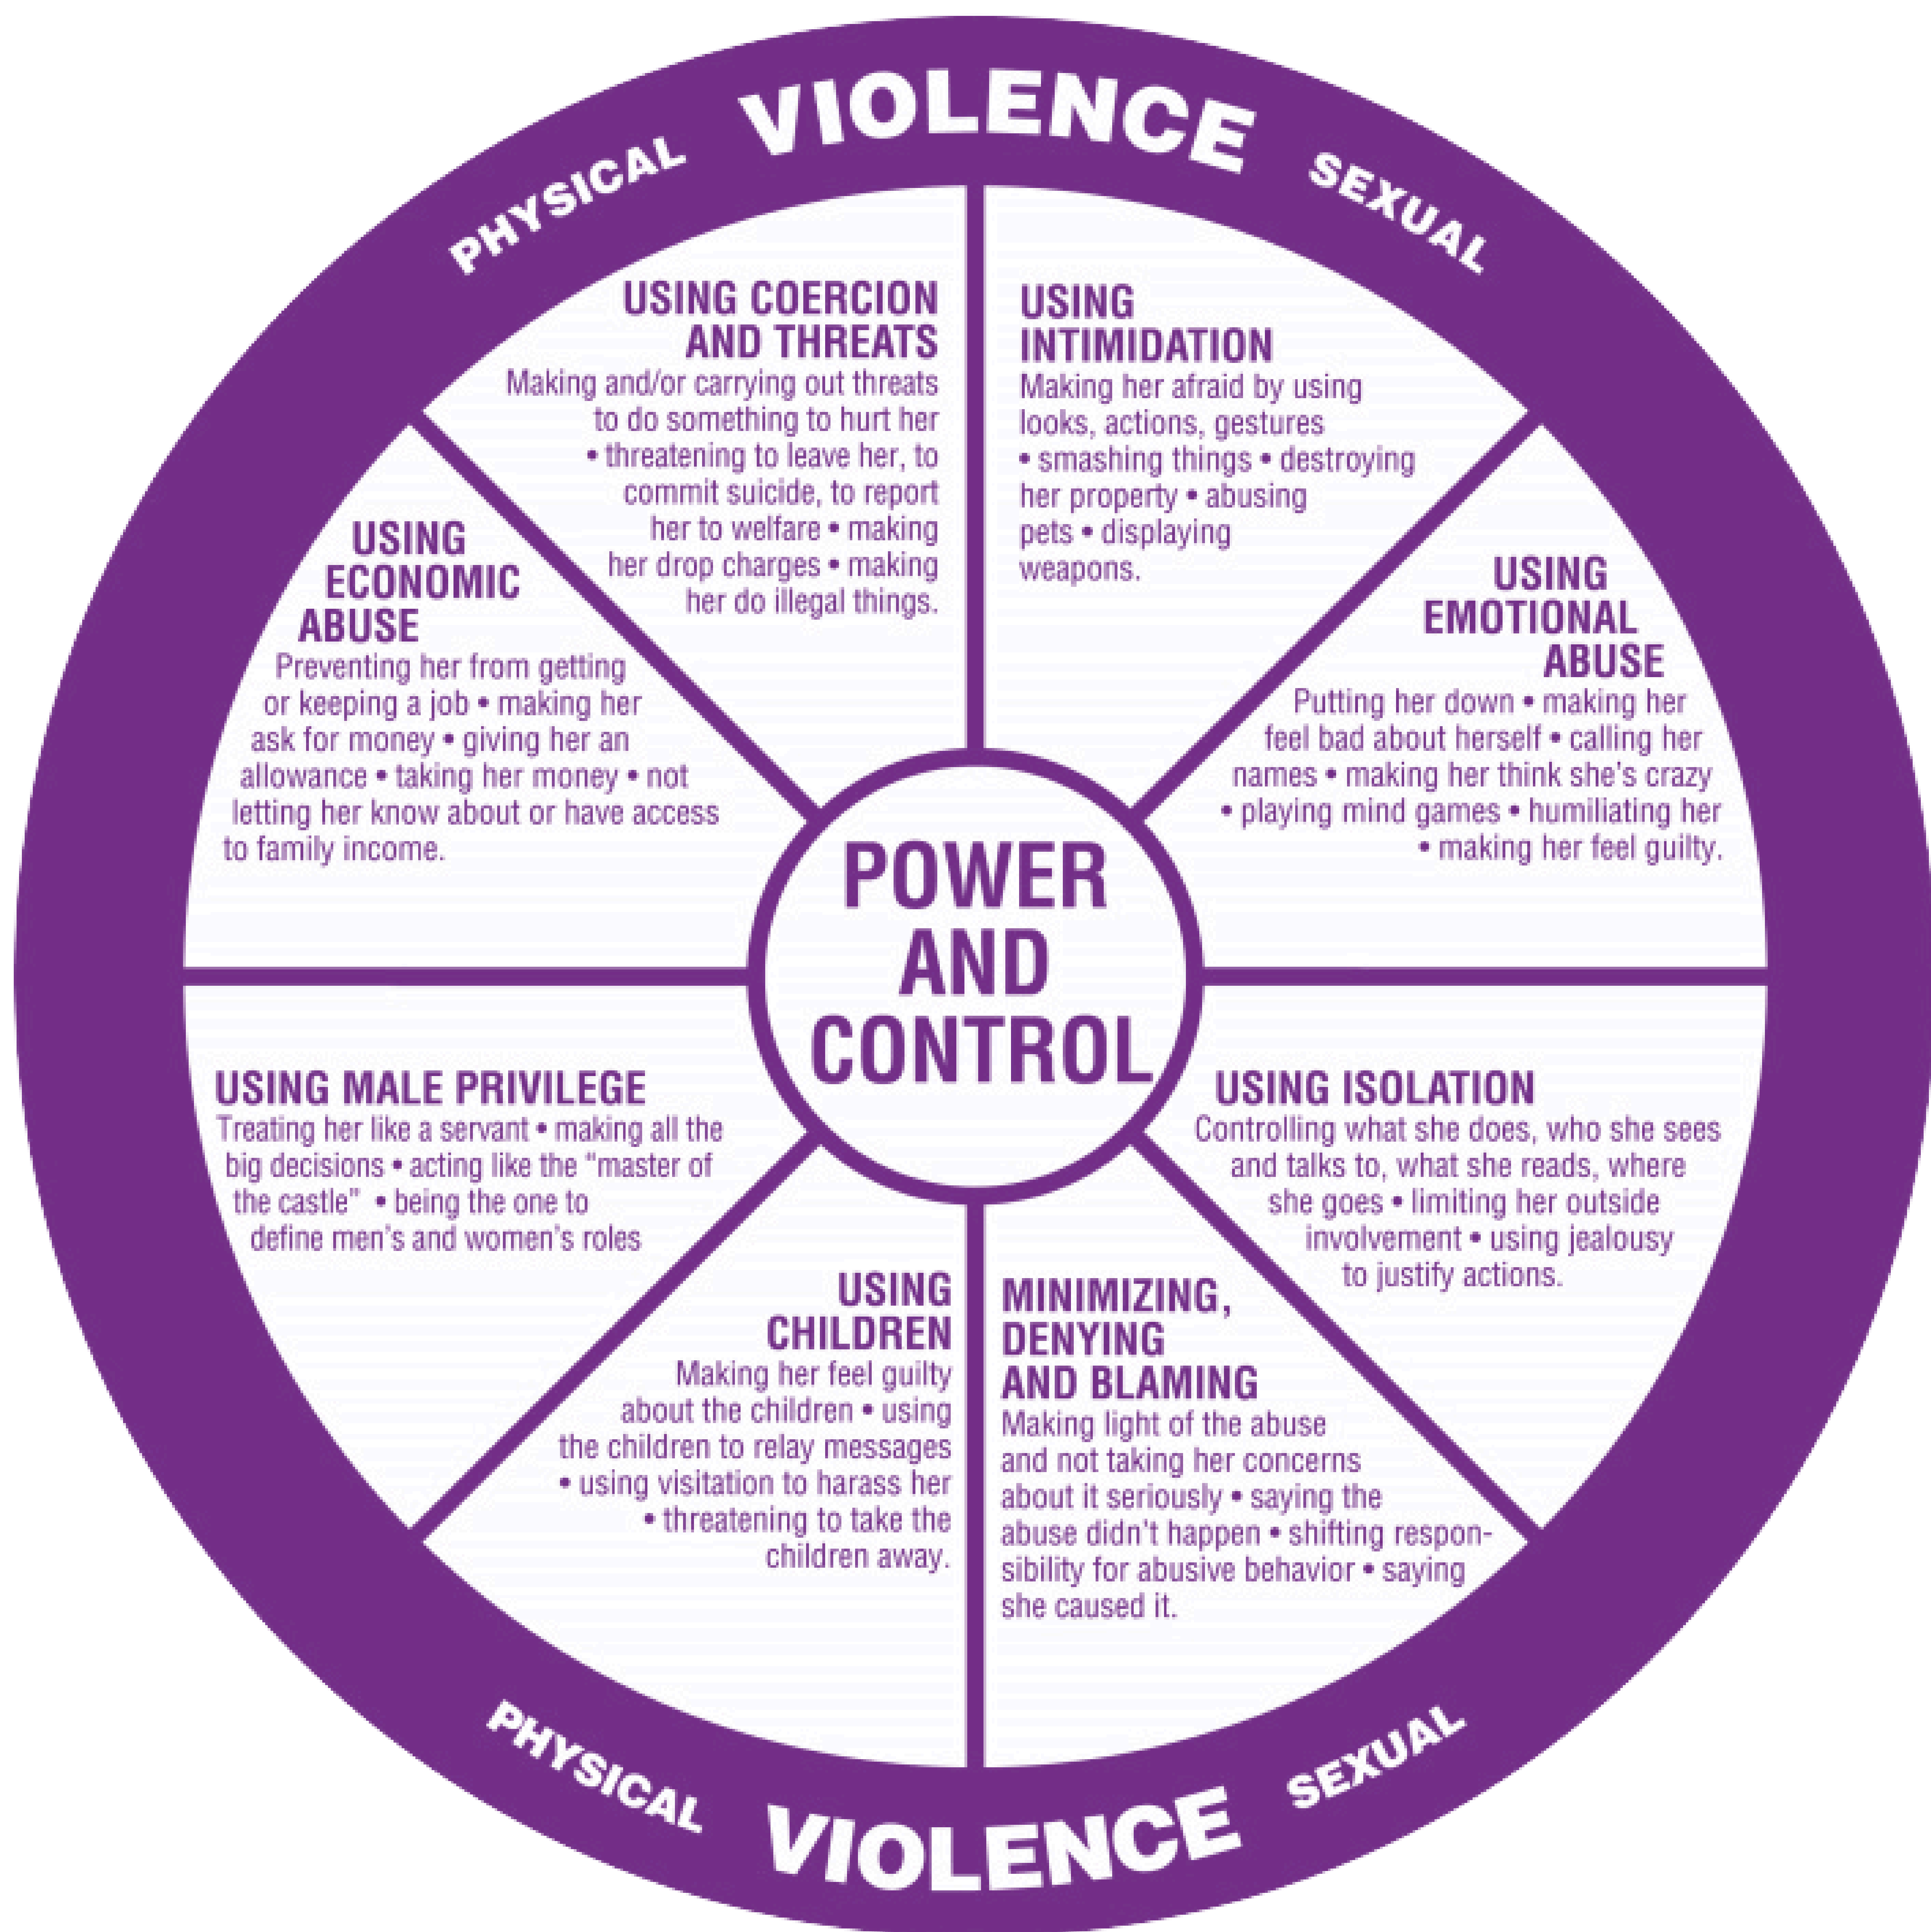 PHYSICAL VIOLENCE SEXUAL
USING COERCION
AND THREATS
Making and/or carrying out threats
to do something to hurt her
• threatening to leave her, to
commit suicide, to report
her to welfare • making
her drop charges • making
her do illegal things.
USING
INTIMIDATION
Making her afraid by using
looks, actions, gestures
• smashing things • destroying
her property • abusing
pets • displaying
weapons.
USING
ECONOMIC
ABUSE
Preventing her from getting
or keeping a job • making her
ask for money • giving her an
allowance • taking her money • not
letting her know about or have access
to family income.
USING
EMOTIONAL
ABUSE
Putting her down • making her
feel bad about herself • calling her
names • making her think she's crazy
• playing mind games • humiliating her
• making her feel guilty.
POWER
AND
CONTROL
USING MALE PRIVILEGE
Treating her like a servant • making all the
big decisions • acting like the "master of
the castle" • being the one to
define men's and women's roles
USING ISOLATION
Controlling what she does, who she sees
and talks to, what she reads, where
she goes • limiting her outside
involvement • using jealousy
to justify actions.
USING
CHILDREN
Making her feel guilty
about the children • using
the children to relay messages
• using visitation to harass her
• threatening to take the
children away.
MINIMIZING,
DENYING
AND BLAMING
Making light of the abuse
and not taking her concerns
about it seriously • saying the
abuse didn't happen • shifting respon-
sibility for abusive behavior • saying
she caused it.
PHYSICAL VIOLENCE SEXUAL